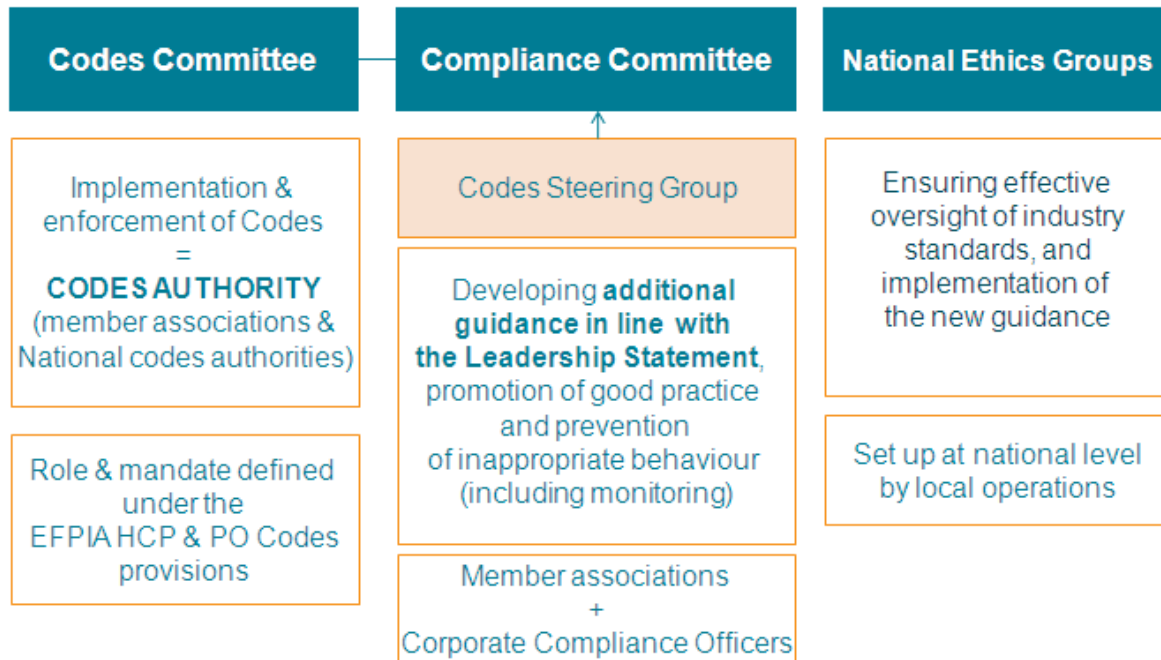 Codes Committee
Compliance Committee
National Ethics Groups
Implementation &
enforcement of Codes
=
CODES AUTHORITY
(member associations &
National codes authorities)
Role & mandate defined
under the
EFPIA HCP & PO Codes
provisions
Codes Steering Group
Developing additional
guidance in line with
the Leadership Statement,
promotion of good practice
and prevention
of inappropriate behaviour
(including monitoring)
Member associations
+
Corporate Compliance Officers
Ensuring effective
oversight of industry
standards, and
implementation of
the new guidance
Set up at national level
by local operations